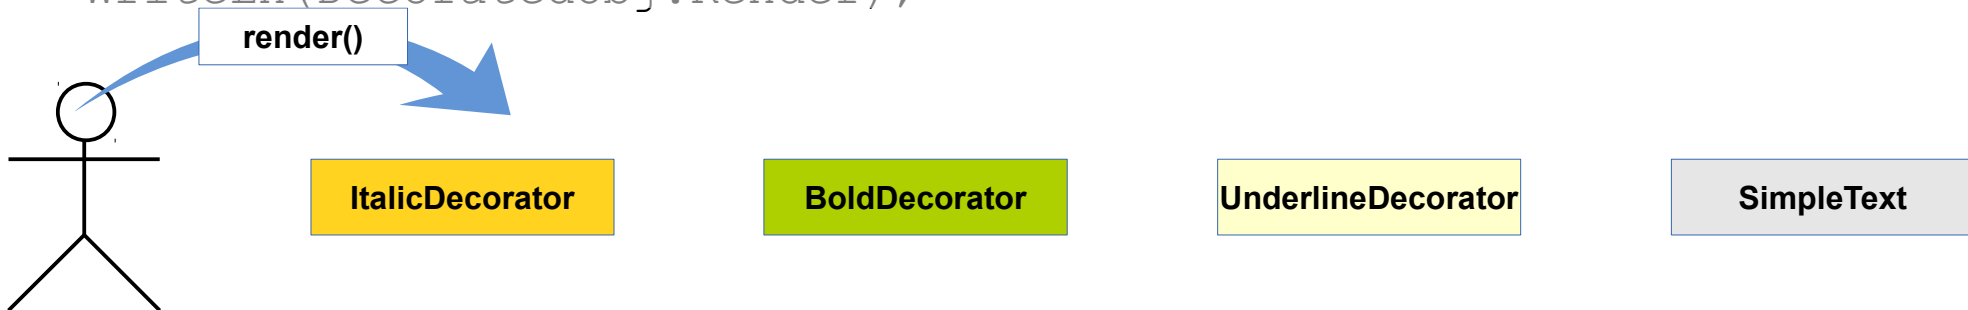 render()
ItalicDecorator
BoldDecorator
UnderlineDecorator
SimpleText